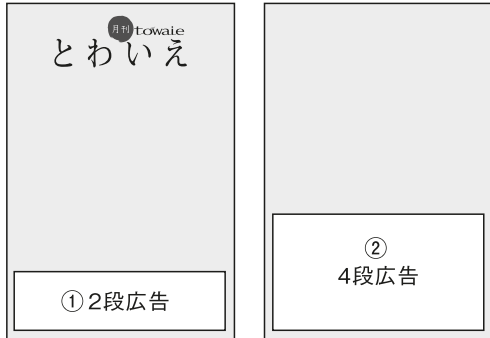 月刊 towaie
とわいえ
① 2段広告
②
4段広告